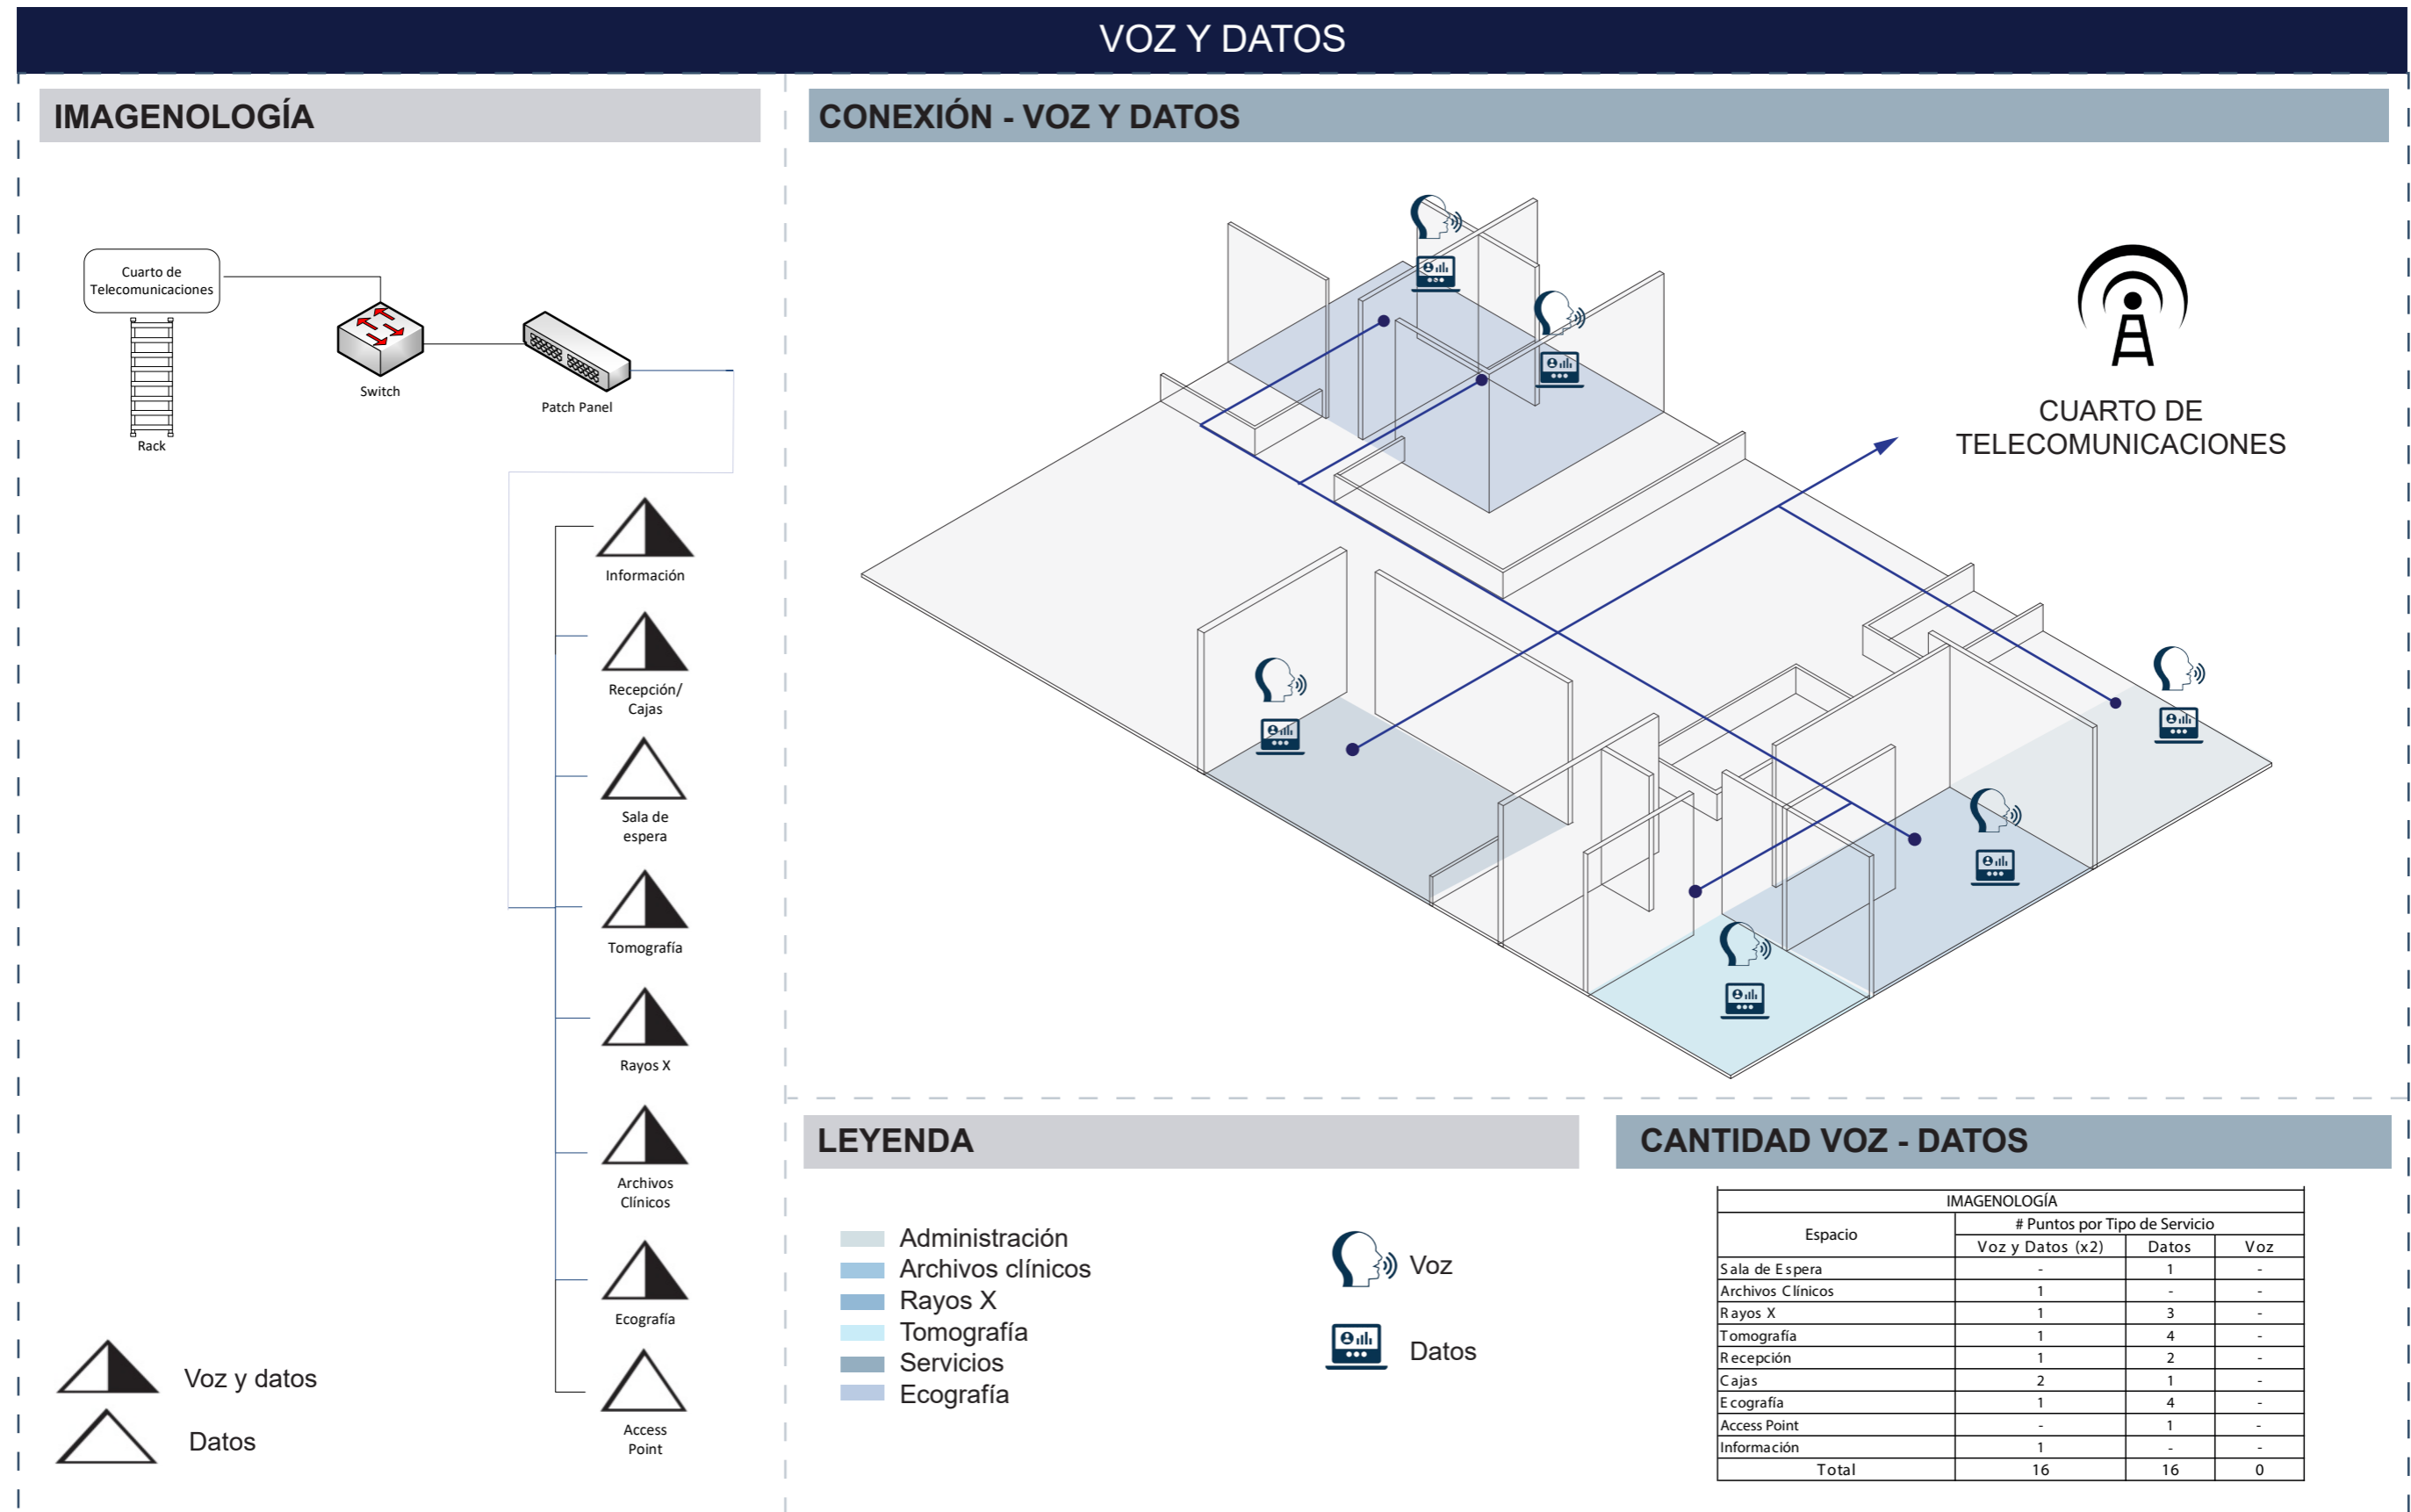 VOZ Y DATOS
IMAGENOLOGÍA
Cuarto de
Telecomunicaciones
Rack
Switch
Patch Panel
Información
Recepción/
Cajas
Sala de
espera
Tomografía
Rayos X
Archivos
Clínicos
Ecografía
Access
Point
Voz y datos
Datos
CONEXIÓN - VOZ Y DATOS
CUARTO DE
TELECOMUNICACIONES
LEYENDA
Administración
Archivos clínicos
Rayos X
Tomografía
Servicios
Ecografía
Voz
Datos
CANTIDAD VOZ - DATOS
IMAGENOLOGÍA
Espacio # Puntos por Tipo de Servicio
Voz y Datos (x2) Datos Voz
Sala de Espera - 1 -
Archivos Clínicos 1 - -
Rayos X 1 3 -
Tomografía 1 4 -
Recepción 1 2 -
Cajas 2 1 -
Ecografía 1 4 -
Access Point - 1 -
Información 1 - -
Total 16 16 0